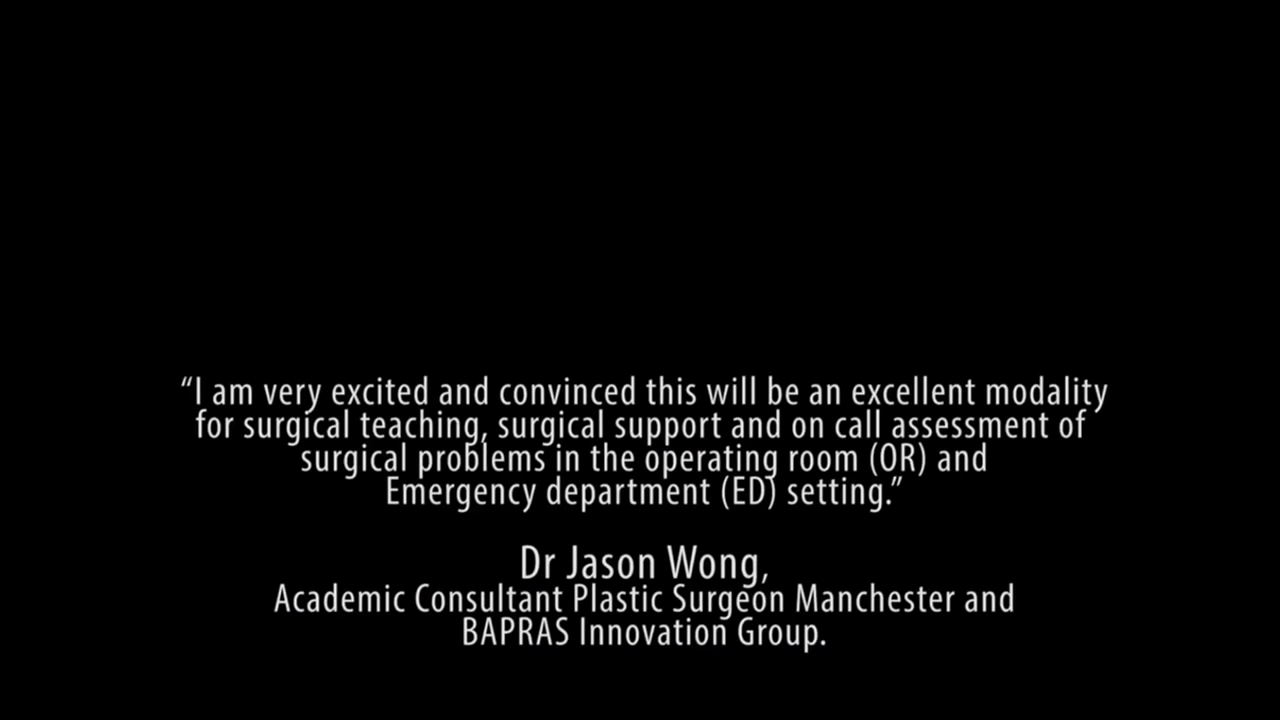 “I am very excited and convinced this will be an excellent modality
for surgical teaching, surgical support and on call assessment of
surgical problems in the operating room (OR) and
Emergency department (ED) setting.”
Dr Jason Wong,
Academic Consultant Plastic Surgeon Manchester and
BAPRAS Innovation Group.